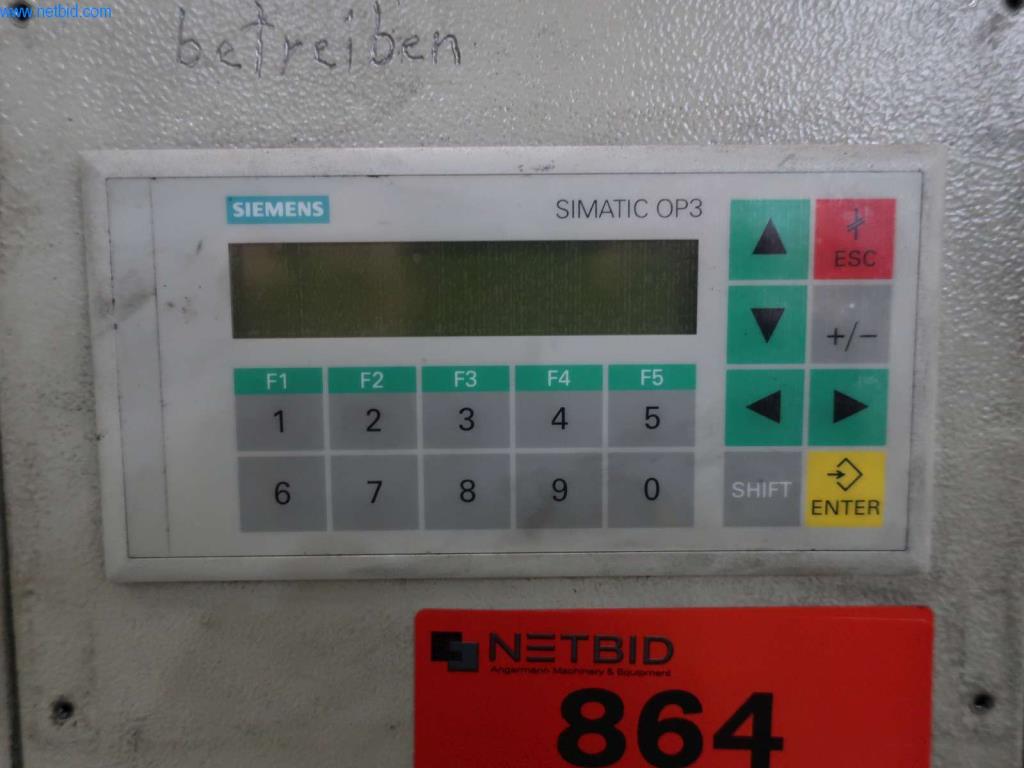 www.netbid.com
betreiben
SIEMENS
SIMATIC OP3
ESC
+/−
F1 F2 F3 F4 F5
1 2 3 4 5
6 7 8 9 0
SHIFT
ENTER
NETBID
Angermann Machinery & Equipment
864